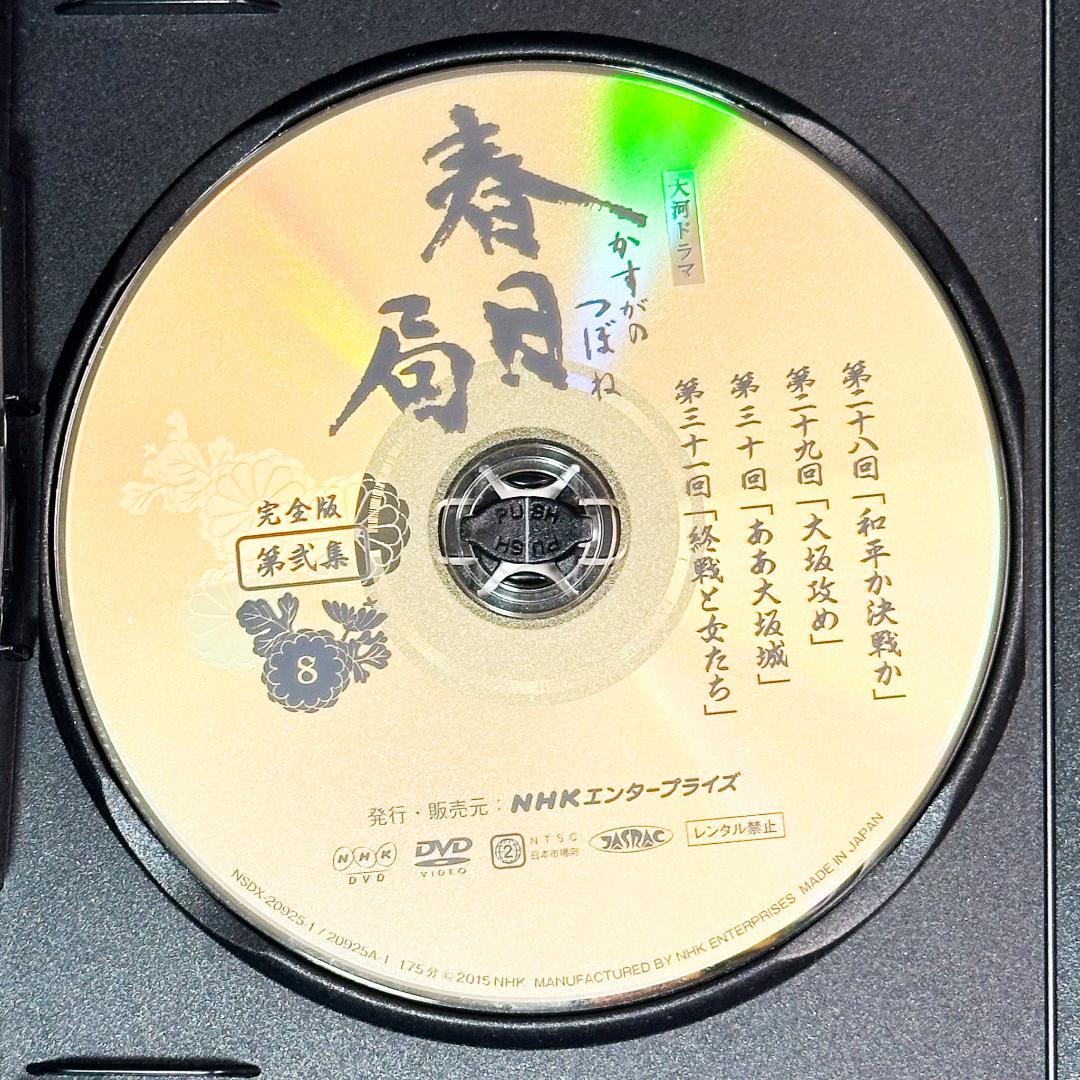 大河ドラマ
春日局
かすがの
つぼね
第二十八回「和平か決戦か」
第二十九回「大坂攻め」
第三十回「ああ大坂城」
第三十一回「終戦と女たち」
完全版
第弐集
8
PUSH
PUSH
発行・販売元：NHKエンタープライズ
NHK
DVD
DVD
VIDEO
2
NTSC
日本市場向
JASRAC
レンタル禁止
NSDX-20925-1 / 20925A-1 175分 ©2015 NHK MANUFACTURED BY NHK ENTERPRISES MADE IN JAPAN